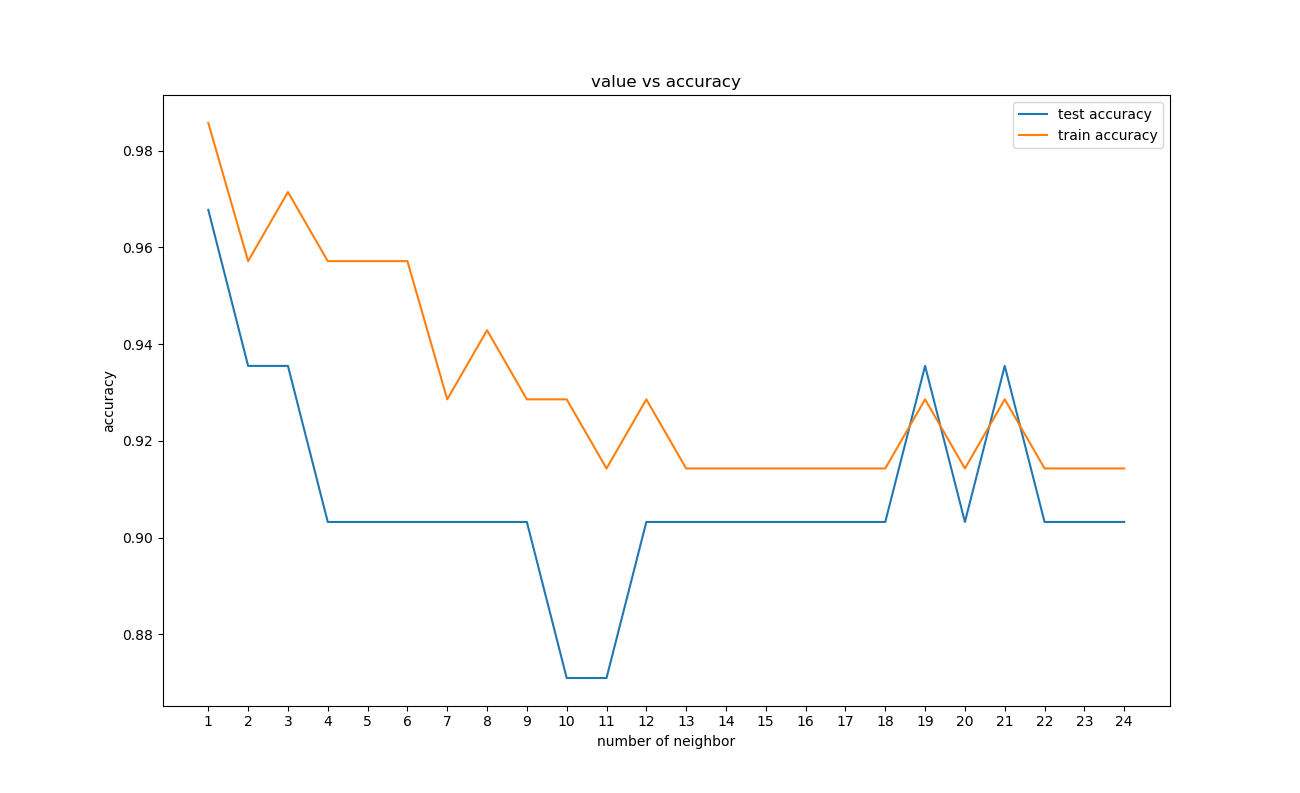 value vs accuracy
test accuracy
train accuracy
0.98
0.96
0.94
0.92
0.90
0.88
accuracy
1 2 3 4 5 6 7 8 9 10 11 12 13 14 15 16 17 18 19 20 21 22 23 24
number of neighbor